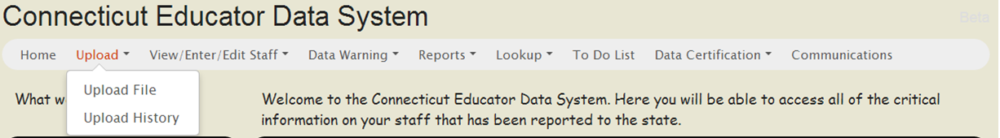 Connecticut Educator Data System
Beta
Home Upload View/Enter/Edit Staff Data Warning Reports Lookup To Do List Data Certification Communications
Upload File
Upload History
What w
Welcome to the Connecticut Educator Data System. Here you will be able to access all of the critical
information on your staff that has been reported to the state.